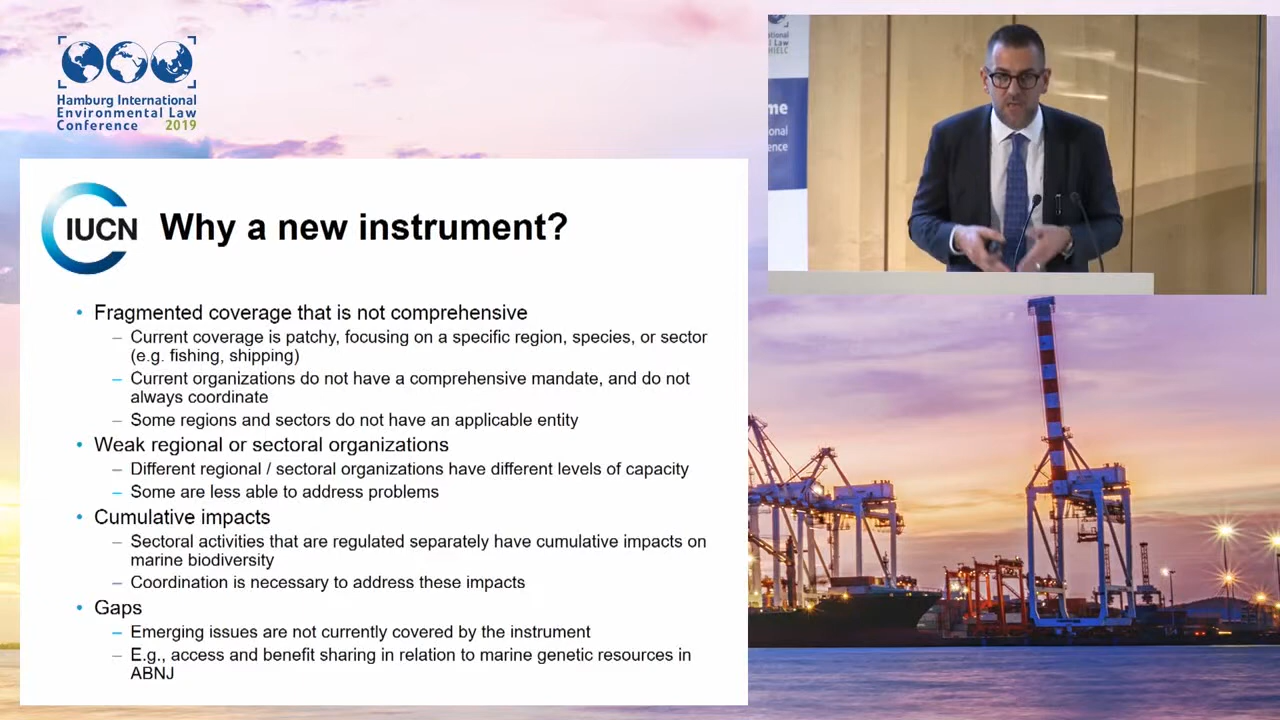 Hamburg International
Environmental Law
Conference 2019
IUCN
Why a new instrument?
• Fragmented coverage that is not comprehensive
– Current coverage is patchy, focusing on a specific region, species, or sector
(e.g. fishing, shipping)
– Current organizations do not have a comprehensive mandate, and do not
always coordinate
– Some regions and sectors do not have an applicable entity
• Weak regional or sectoral organizations
– Different regional / sectoral organizations have different levels of capacity
– Some are less able to address problems
• Cumulative impacts
– Sectoral activities that are regulated separately have cumulative impacts on
marine biodiversity
– Coordination is necessary to address these impacts
• Gaps
– Emerging issues are not currently covered by the instrument
– E.g., access and benefit sharing in relation to marine genetic resources in
ABNJ
Law
HIELC
me
onal
ence